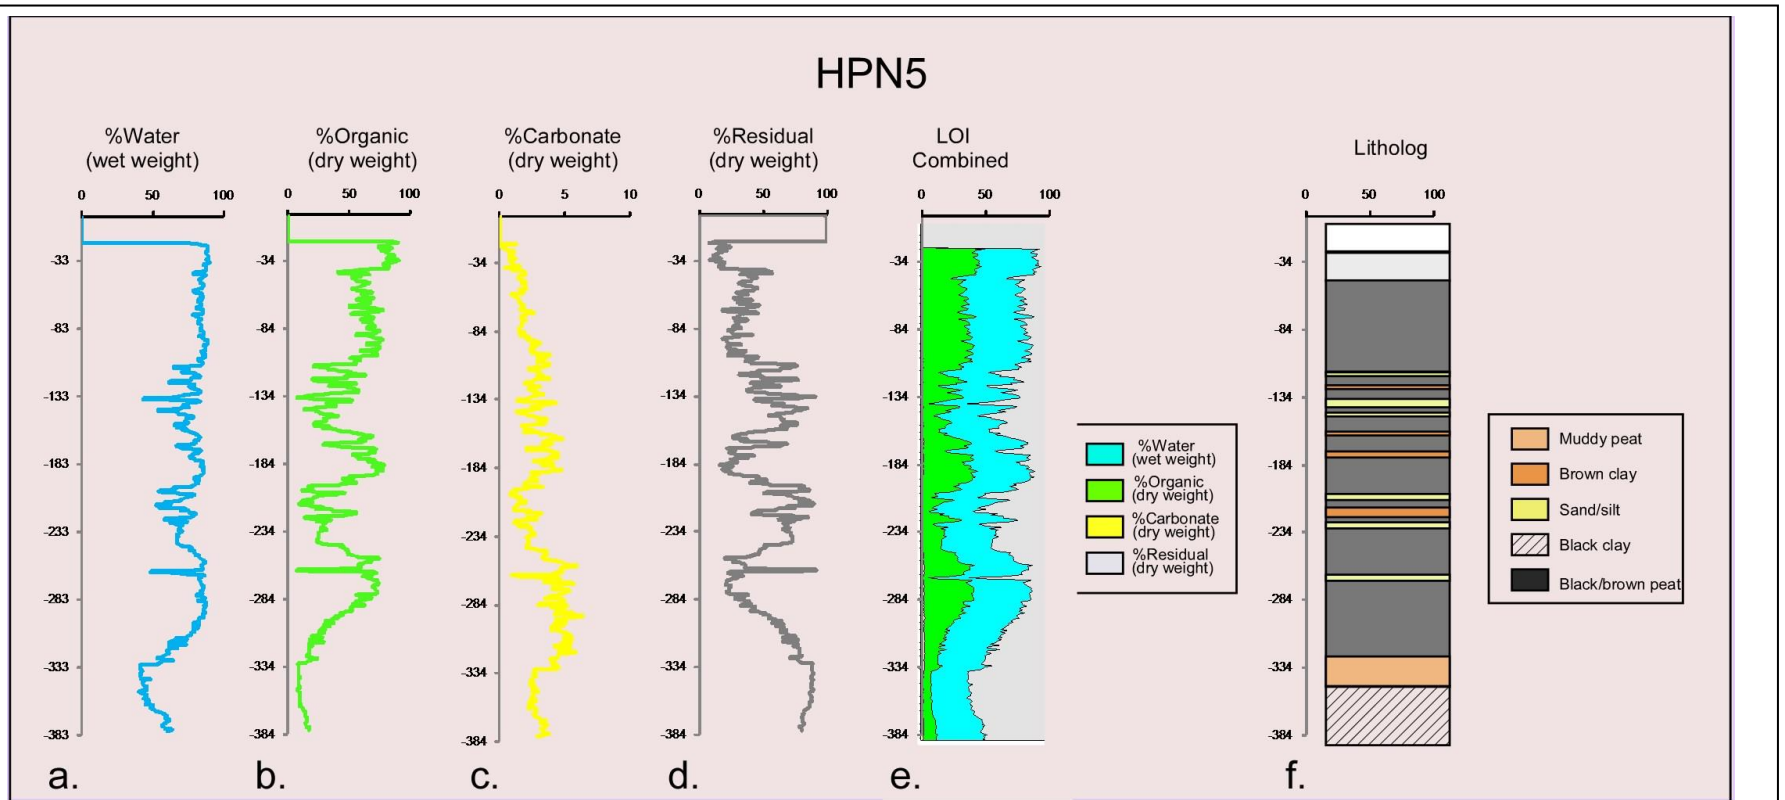 HPN5
%Water
(wet weight)
0 50 100
-33
-83
-133
-183
-233
-283
-333
-383
a.
%Organic
(dry weight)
0 50 100
-34
-84
-134
-184
-234
-284
-334
-384
b.
%Carbonate
(dry weight)
0 5 10
-34
-84
-134
-184
-234
-284
-334
-384
c.
%Residual
(dry weight)
0 50 100
-34
-84
-134
-184
-234
-284
-334
-384
d.
LOI
Combined
0 50 100
-34
-84
-134
-184
-234
-284
-334
-384
e.
%Water
(wet weight)
%Organic
(dry weight)
%Carbonate
(dry weight)
%Residual
(dry weight)
Litholog
0 50 100
-34
-84
-134
-184
-234
-284
-334
-384
f.
Muddy peat
Brown clay
Sand/silt
Black clay
Black/brown peat